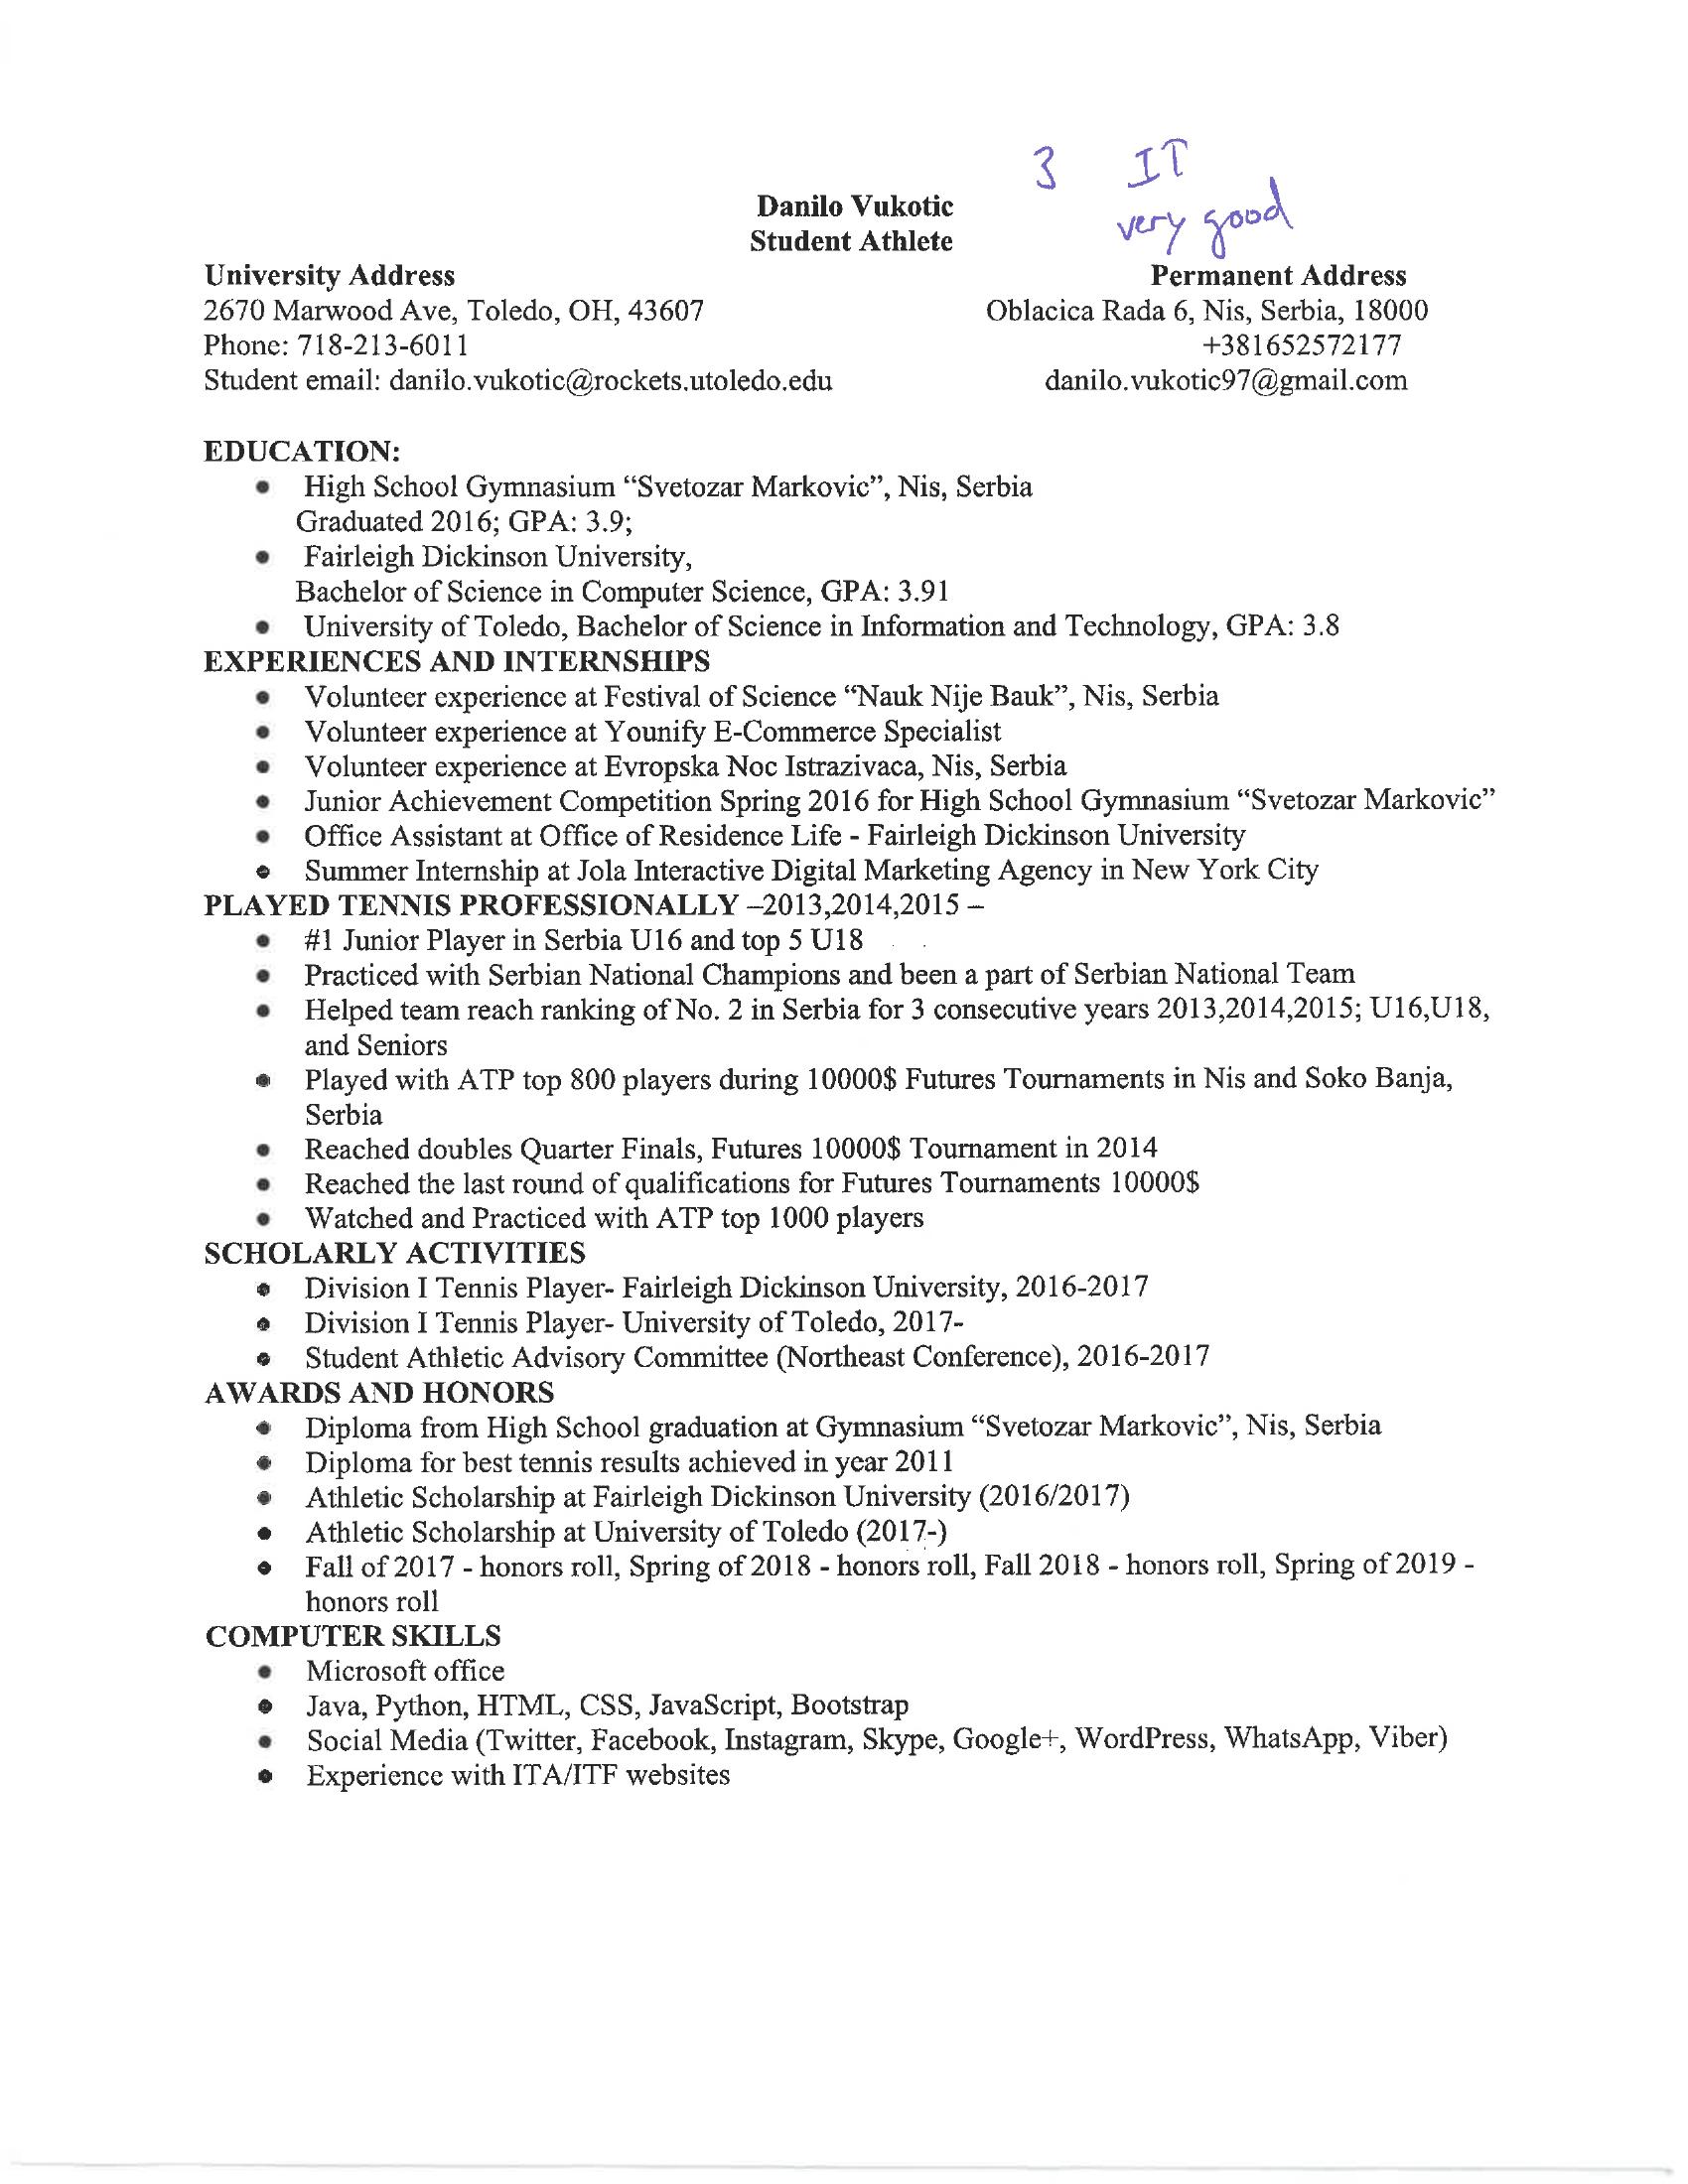 3 IT
Danilo Vukotic
very good
Student Athlete
University Address
Permanent Address
2670 Marwood Ave, Toledo, OH, 43607
Oblacica Rada 6, Nis, Serbia, 18000
Phone: 718-213-6011
+381652572177
Student email: danilo.vukotic@rockets.utoledo.edu
danilo.vukotic97@gmail.com
EDUCATION:
• High School Gymnasium “Svetozar Markovic”, Nis, Serbia
Graduated 2016; GPA: 3.9;
• Fairleigh Dickinson University,
Bachelor of Science in Computer Science, GPA: 3.91
• University of Toledo, Bachelor of Science in Information and Technology, GPA: 3.8
EXPERIENCES AND INTERNSHIPS
• Volunteer experience at Festival of Science “Nauk Nije Bauk”, Nis, Serbia
• Volunteer experience at Younify E-Commerce Specialist
• Volunteer experience at Evropska Noc Istrazivaca, Nis, Serbia
• Junior Achievement Competition Spring 2016 for High School Gymnasium “Svetozar Markovic”
• Office Assistant at Office of Residence Life - Fairleigh Dickinson University
• Summer Internship at Jola Interactive Digital Marketing Agency in New York City
PLAYED TENNIS PROFESSIONALLY –2013,2014,2015 –
• #1 Junior Player in Serbia U16 and top 5 U18
• Practiced with Serbian National Champions and been a part of Serbian National Team
• Helped team reach ranking of No. 2 in Serbia for 3 consecutive years 2013,2014,2015; U16,U18,
and Seniors
• Played with ATP top 800 players during 10000$ Futures Tournaments in Nis and Soko Banja,
Serbia
• Reached doubles Quarter Finals, Futures 10000$ Tournament in 2014
• Reached the last round of qualifications for Futures Tournaments 10000$
• Watched and Practiced with ATP top 1000 players
SCHOLARLY ACTIVITIES
• Division I Tennis Player- Fairleigh Dickinson University, 2016-2017
• Division I Tennis Player- University of Toledo, 2017-
• Student Athletic Advisory Committee (Northeast Conference), 2016-2017
AWARDS AND HONORS
• Diploma from High School graduation at Gymnasium “Svetozar Markovic”, Nis, Serbia
• Diploma for best tennis results achieved in year 2011
• Athletic Scholarship at Fairleigh Dickinson University (2016/2017)
• Athletic Scholarship at University of Toledo (2017-)
• Fall of 2017 - honors roll, Spring of 2018 - honors roll, Fall 2018 - honors roll, Spring of 2019 -
honors roll
COMPUTER SKILLS
• Microsoft office
• Java, Python, HTML, CSS, JavaScript, Bootstrap
• Social Media (Twitter, Facebook, Instagram, Skype, Google+, WordPress, WhatsApp, Viber)
• Experience with ITA/ITF websites